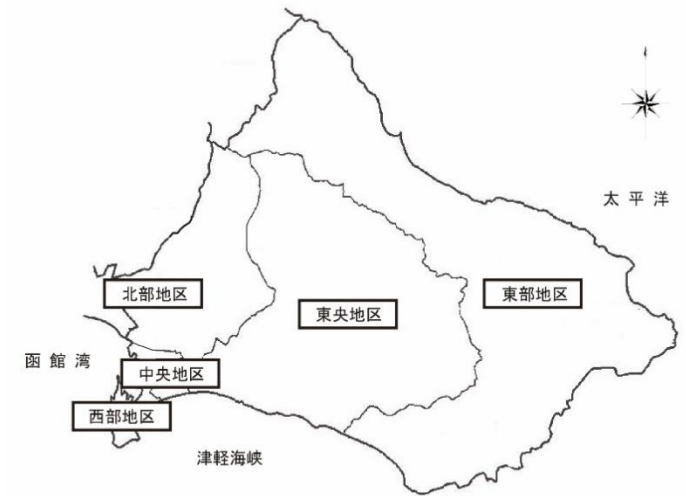 太平洋
北部地区
東部地区
東央地区
函館湾
中央地区
西部地区
津軽海峡